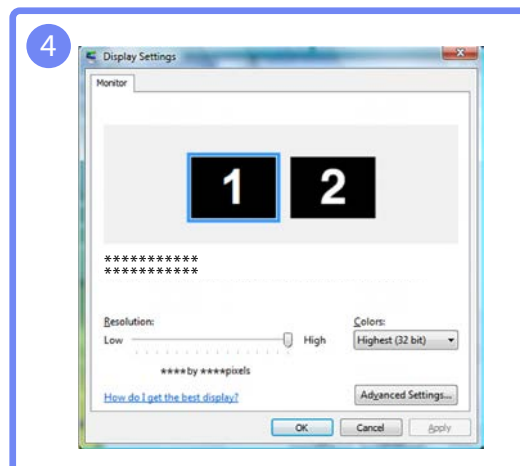 4
Display Settings
Monitor
1 2
***********
***********
Resolution:
Low High
****by ****pixels
Colors:
Highest (32 bit)
How do I get the best display?
Advanced Settings...
OK Cancel Apply